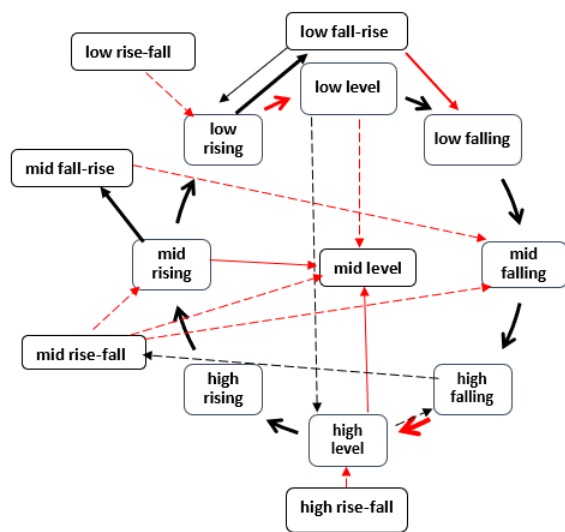 low fall-rise
low rise-fall
low level
low
rising
low falling
mid fall-rise
mid
rising
mid level
mid
falling
mid rise-fall
high
rising
high
falling
high
level
high rise-fall